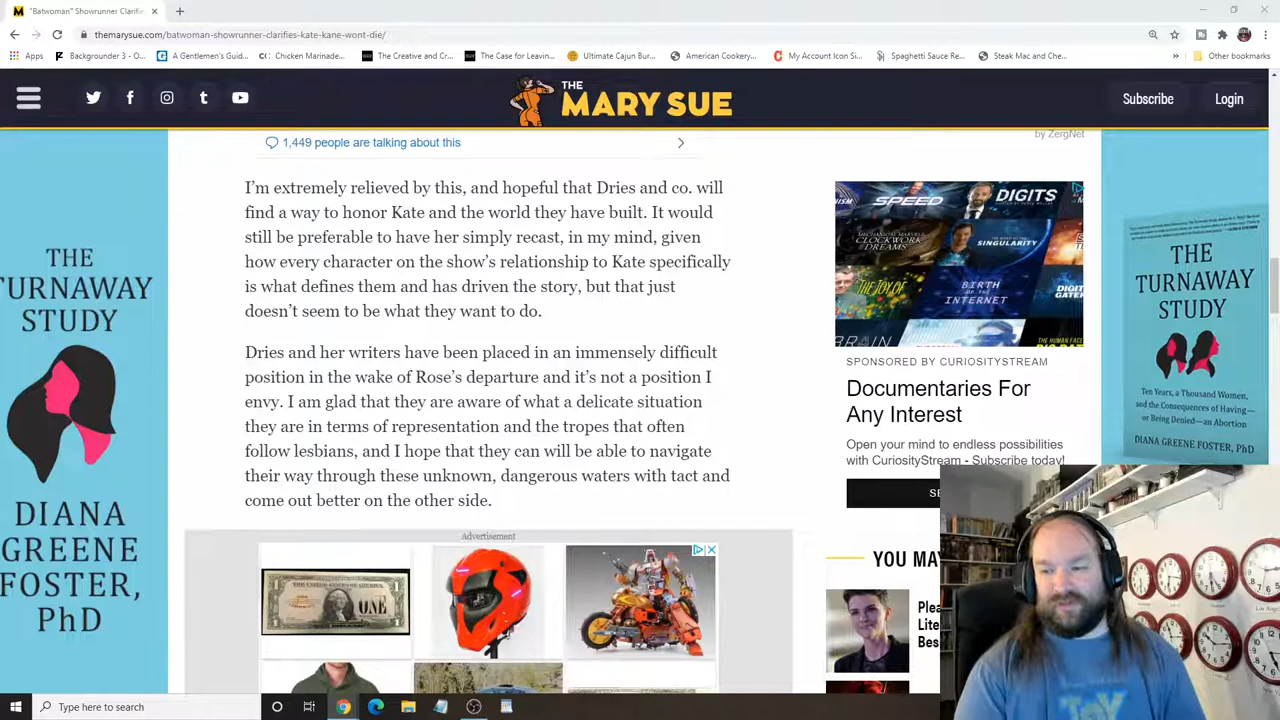 "Batwoman" Showrunner Clarifie
themarysue.com/batwoman-showrunner-clarifies-kate-kane-wont-die/
Apps
Backgrounder 3 - O...
A Gentlemen's Guid...
Chicken Marinade...
The Creative and Cr...
The Case for Leavin...
Ultimate Cajun Bur...
American Cookery...
My Account Icon Si...
Spaghetti Sauce Re...
Steak Mac and Che...
Other bookmarks
THE
MARY SUE
Subscribe
Login
1,449 people are talking about this
by ZergNet
I'm extremely relieved by this, and hopeful that Dries and co. will
find a way to honor Kate and the world they have built. It would
still be preferable to have her simply recast, in my mind, given
how every character on the show's relationship to Kate specifically
is what defines them and has driven the story, but that just
doesn't seem to be what they want to do.
Dries and her writers have been placed in an immensely difficult
position in the wake of Rose's departure and it's not a position I
envy. I am glad that they are aware of what a delicate situation
they are in terms of representation and the tropes that often
follow lesbians, and I hope that they can will be able to navigate
their way through these unknown, dangerous waters with tact and
come out better on the other side.
Advertisement
THE
TURNAWAY
STUDY
DIANA
GREENE
FOSTER,
PhD
SPEED
DIGITS
CLOCKWORK
DREAMS
SINGULARITY
THE JOY OF
BIRTH
OF THE
INTERNET
BRAIN
SPONSORED BY CURIOSITYSTREAM
Documentaries For
Any Interest
Open your mind to endless possibilities
with CuriosityStream - Subscribe today!
YOU MA
Plea
Lite
Bes
THE
TURNAWAY
STUDY
Ten Years, a Thousand Women,
and the Consequences of Having—
or Being Denied—an Abortion
DIANA GREENE FOSTER, PhD
ONE
Type here to search